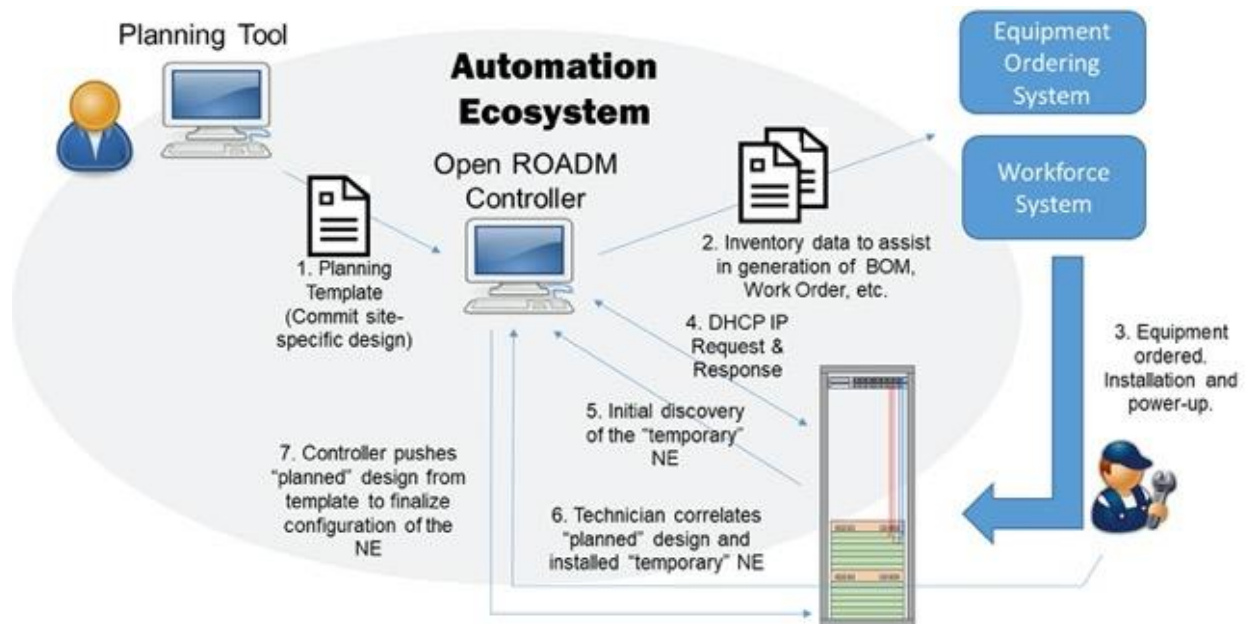 Planning Tool
Automation
Ecosystem
Open ROADM
Controller
Equipment
Ordering
System
Workforce
System
1. Planning
Template
(Commit site-
specific design)
2. Inventory data to assist
in generation of BOM,
Work Order, etc.
3. Equipment
ordered.
Installation and
power-up.
4. DHCP IP
Request &
Response
5. Initial discovery
of the “temporary”
NE
6. Technician correlates
“planned” design and
installed “temporary” NE
7. Controller pushes
“planned” design from
template to finalize
configuration of the
NE